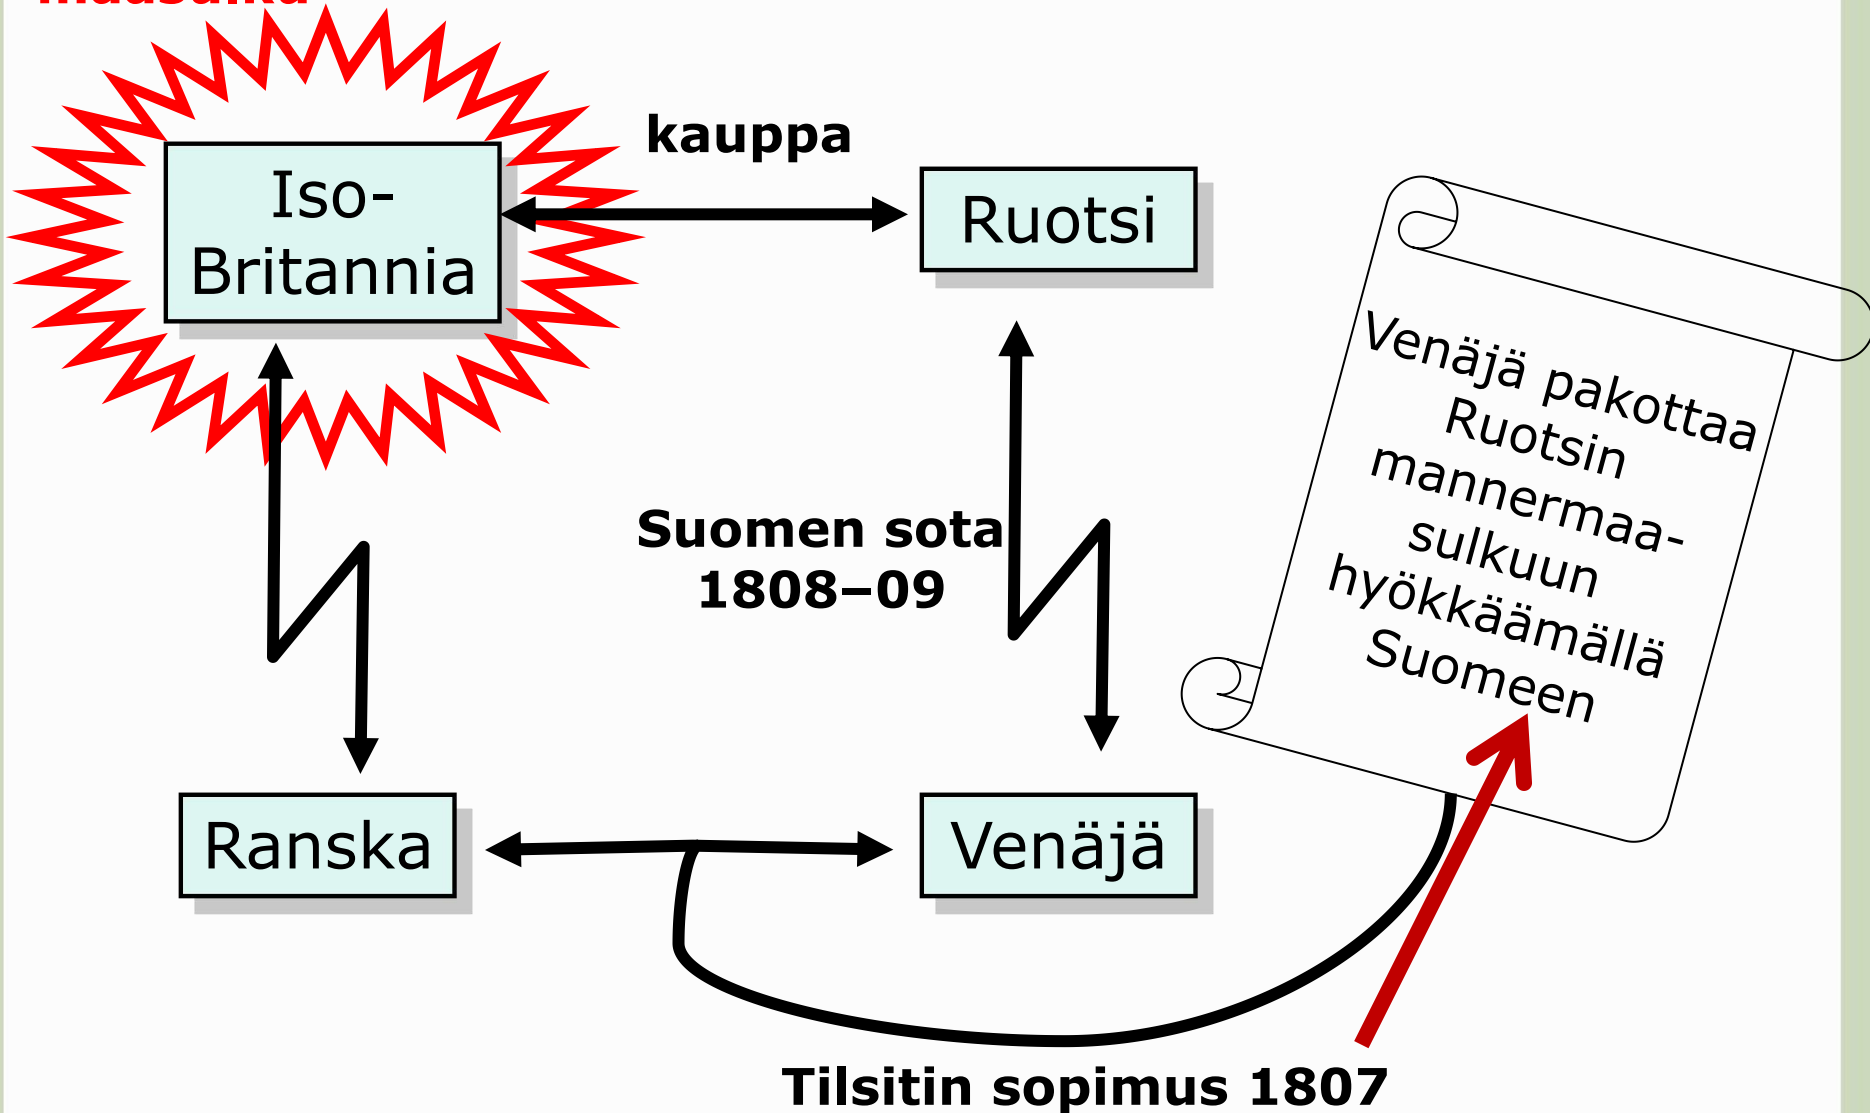 kauppa
Iso-
Britannia
Ruotsi
Venäjä pakottaa
Ruotsin
mannermaa-
sulkuun
hyökkäämällä
Suomeen
Suomen sota
1808–09
Ranska
Venäjä
Tilsitin sopimus 1807